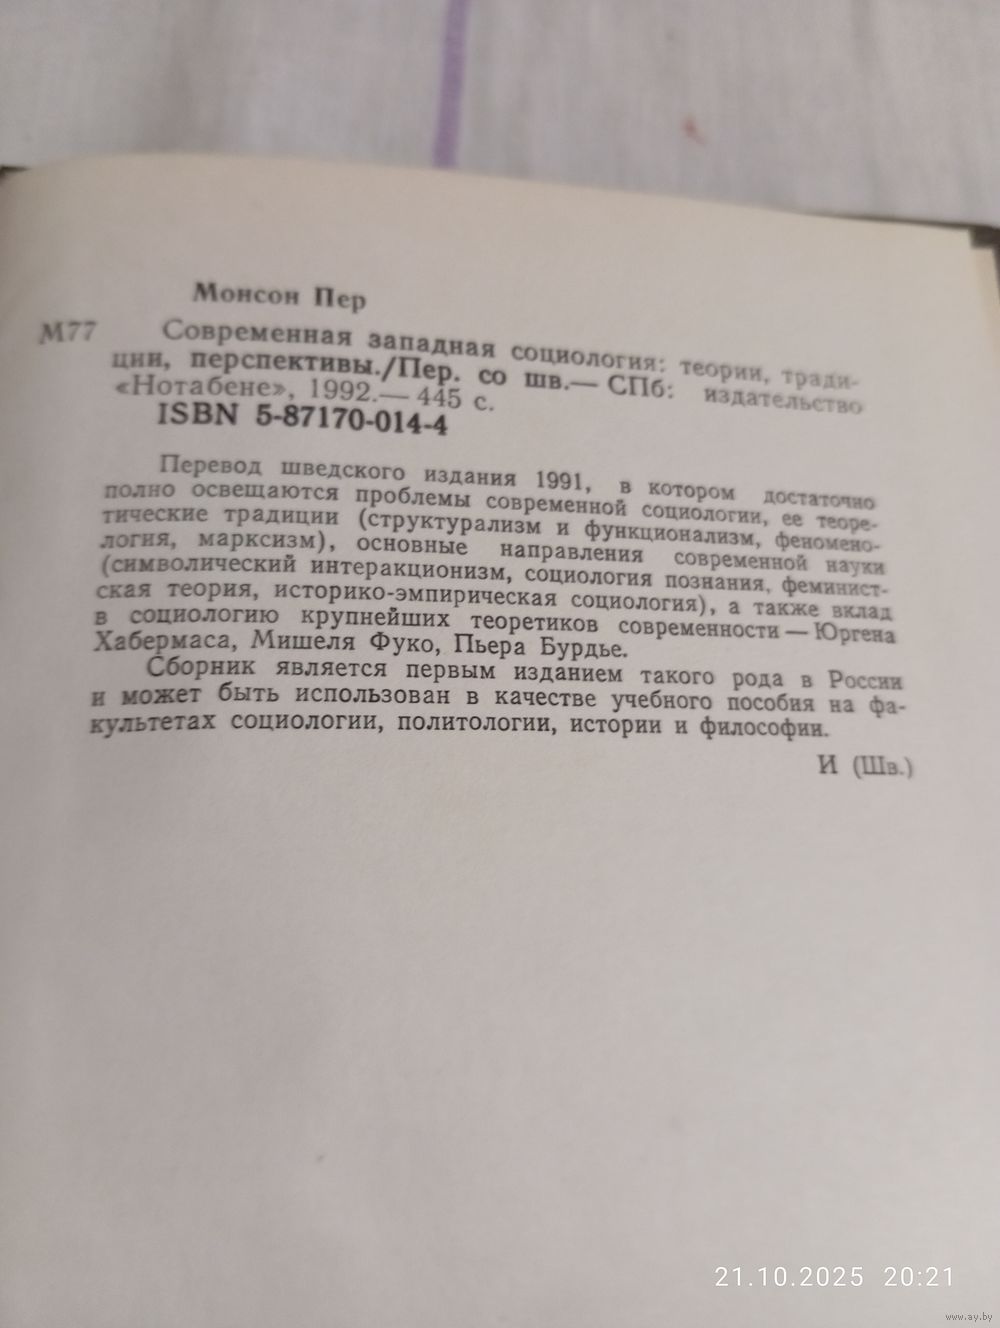 Монсон Пер
М77 Современная западная социология: теории, тради-
ции, перспективы./Пер. со шв.— СПб: издательство
«Нотабене», 1992.— 445 с.
ISBN 5-87170-014-4
Перевод шведского издания 1991, в котором достаточно
полно освещаются проблемы современной социологии, ее теоре-
тические традиции (структурализм и функционализм, феномено-
логия, марксизм), основные направления современной науки
(символический интеракционизм, социология познания, феминист-
ская теория, историко-эмпирическая социология), а также вклад
в социологию крупнейших теоретиков современности — Юргена
Хабермаса, Мишеля Фуко, Пьера Бурдье.
Сборник является первым изданием такого рода в России
и может быть использован в качестве учебного пособия на фа-
культетах социологии, политологии, истории и философии.
И (Шв.)
21.10.2025 20:21
www.ay.by